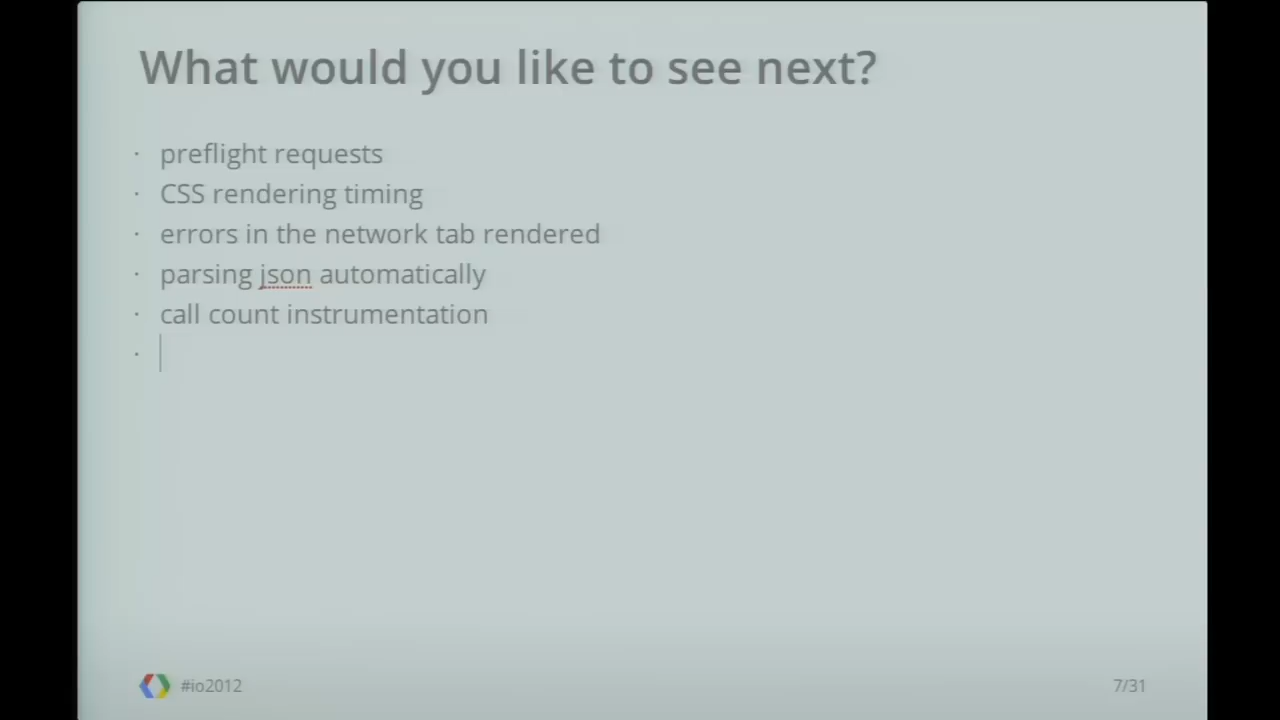 What would you like to see next?
· preflight requests
· CSS rendering timing
· errors in the network tab rendered
· parsing json automatically
· call count instrumentation
·
#io2012
7/31